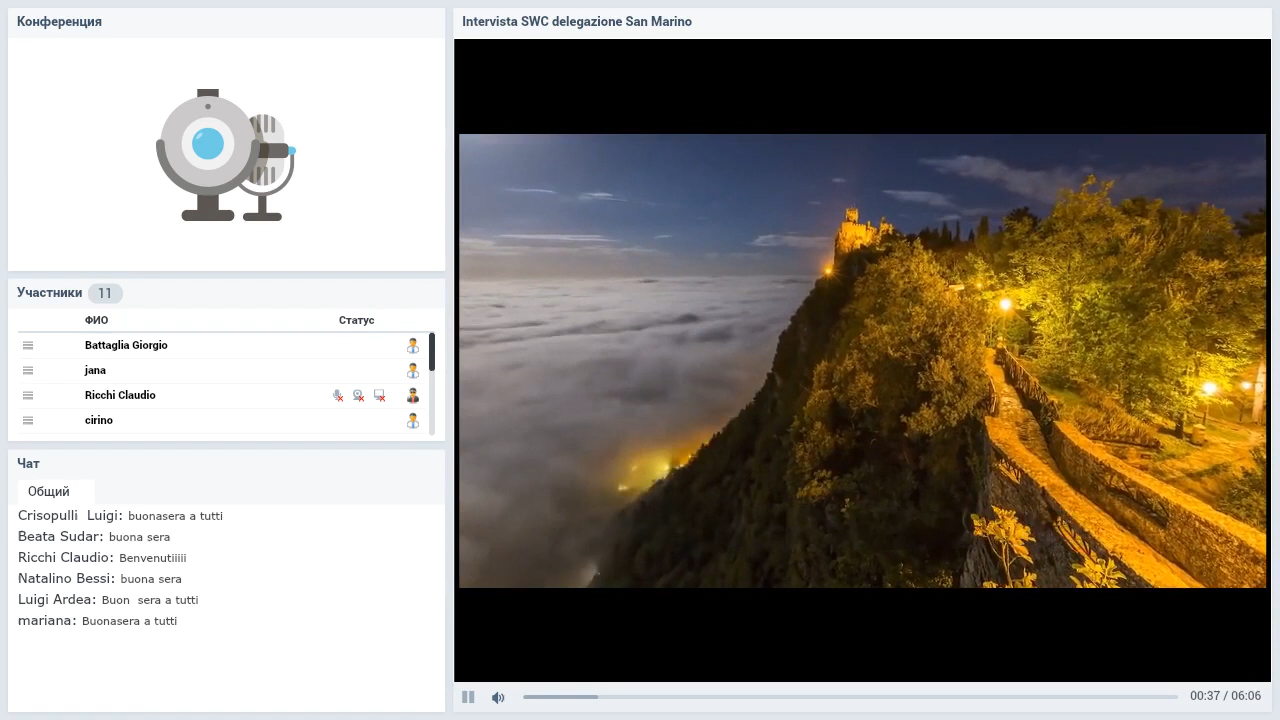 Конференция
Участники 11
ФИО Статус
Battaglia Giorgio
jana
Ricchi Claudio
cirino
Чат
Общий
Crisopulli Luigi: buonasera a tutti
Beata Sudar: buona sera
Ricchi Claudio: Benvenutiiiii
Natalino Bessi: buona sera
Luigi Ardea: Buon sera a tutti
mariana: Buonasera a tutti
Intervista SWC delegazione San Marino
00:37 / 06:06